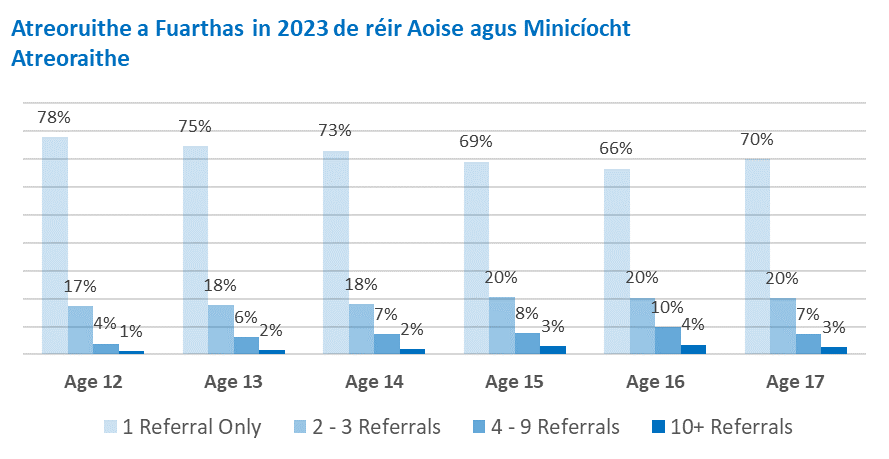 Atreoruithe a Fuarthas in 2023 de réir Aoise agus Minicíocht
Atreoraithe
78% 75% 73% 69% 66% 70%
17% 18% 18% 20% 20% 20%
4% 6% 7% 8% 10% 7%
1% 2% 2% 3% 4% 3%
Age 12 Age 13 Age 14 Age 15 Age 16 Age 17
1 Referral Only 2 - 3 Referrals 4 - 9 Referrals 10+ Referrals